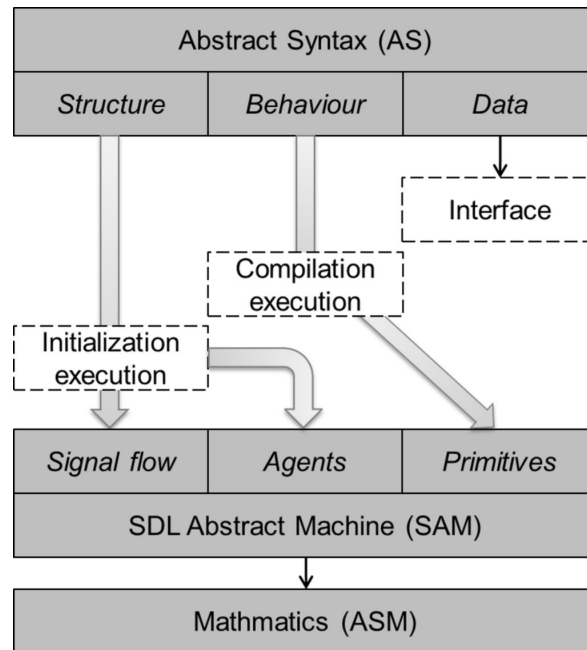 Abstract Syntax (AS)
Structure Behaviour Data
Interface
Compilation
execution
Initialization
execution
Signal flow Agents Primitives
SDL Abstract Machine (SAM)
Mathmatics (ASM)